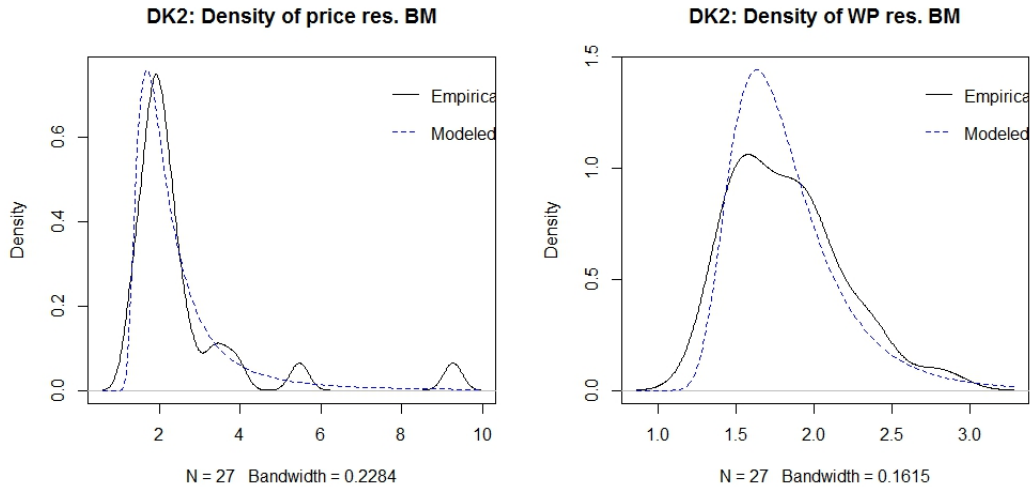 DK2: Density of price res. BM
Density
0.0 0.2 0.4 0.6
Empirica
Modeled
2 4 6 8 10
N = 27 Bandwidth = 0.2284
DK2: Density of WP res. BM
Density
0.0 0.5 1.0 1.5
Empirica
Modeled
1.0 1.5 2.0 2.5 3.0
N = 27 Bandwidth = 0.1615